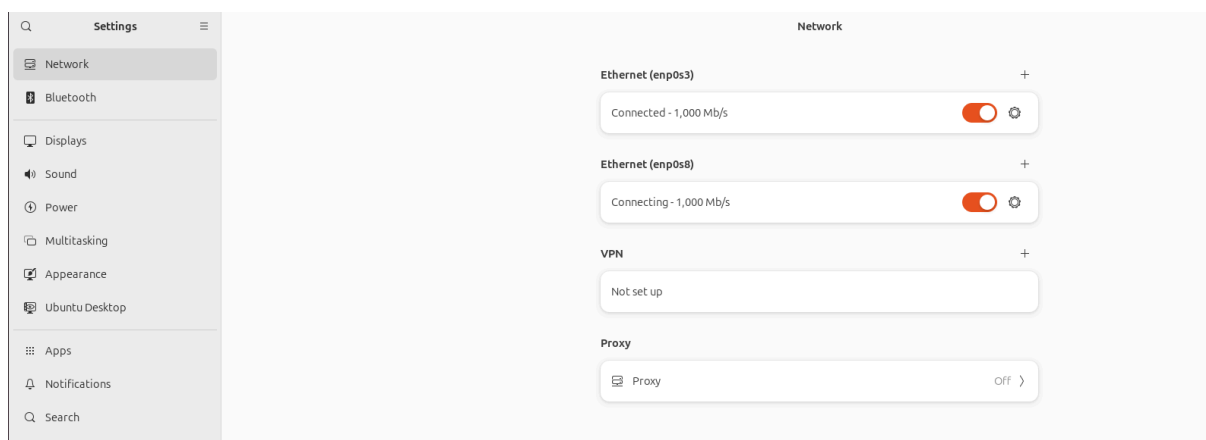 Settings
Network
Bluetooth
Displays
Sound
Power
Multitasking
Appearance
Ubuntu Desktop
Apps
Notifications
Search
Network
Ethernet (enp0s3)
Connected - 1,000 Mb/s
Ethernet (enp0s8)
Connecting - 1,000 Mb/s
VPN
Not set up
Proxy
Proxy Off